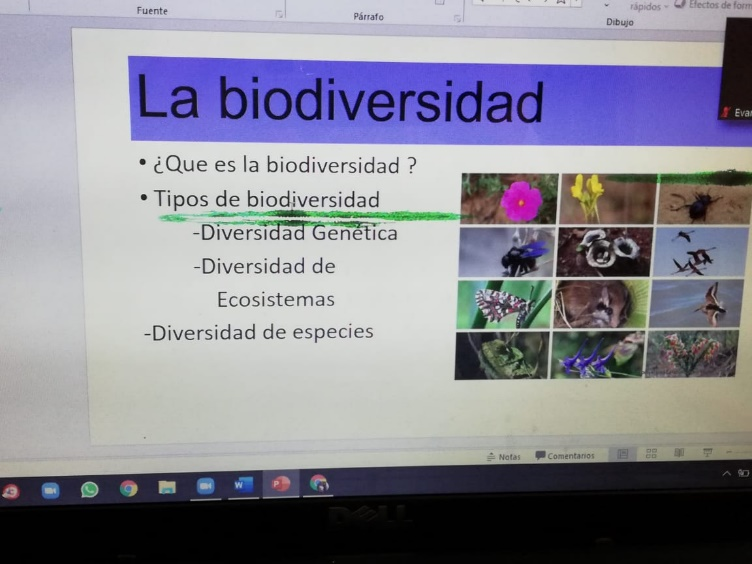 Fuente
Párrafo
Dibujo
rápidos
Efectos de form
La biodiversidad
• ¿Que es la biodiversidad ?
• Tipos de biodiversidad
-Diversidad Genética
-Diversidad de
Ecosistemas
-Diversidad de especies
Evan
Notas
Comentarios
DELL